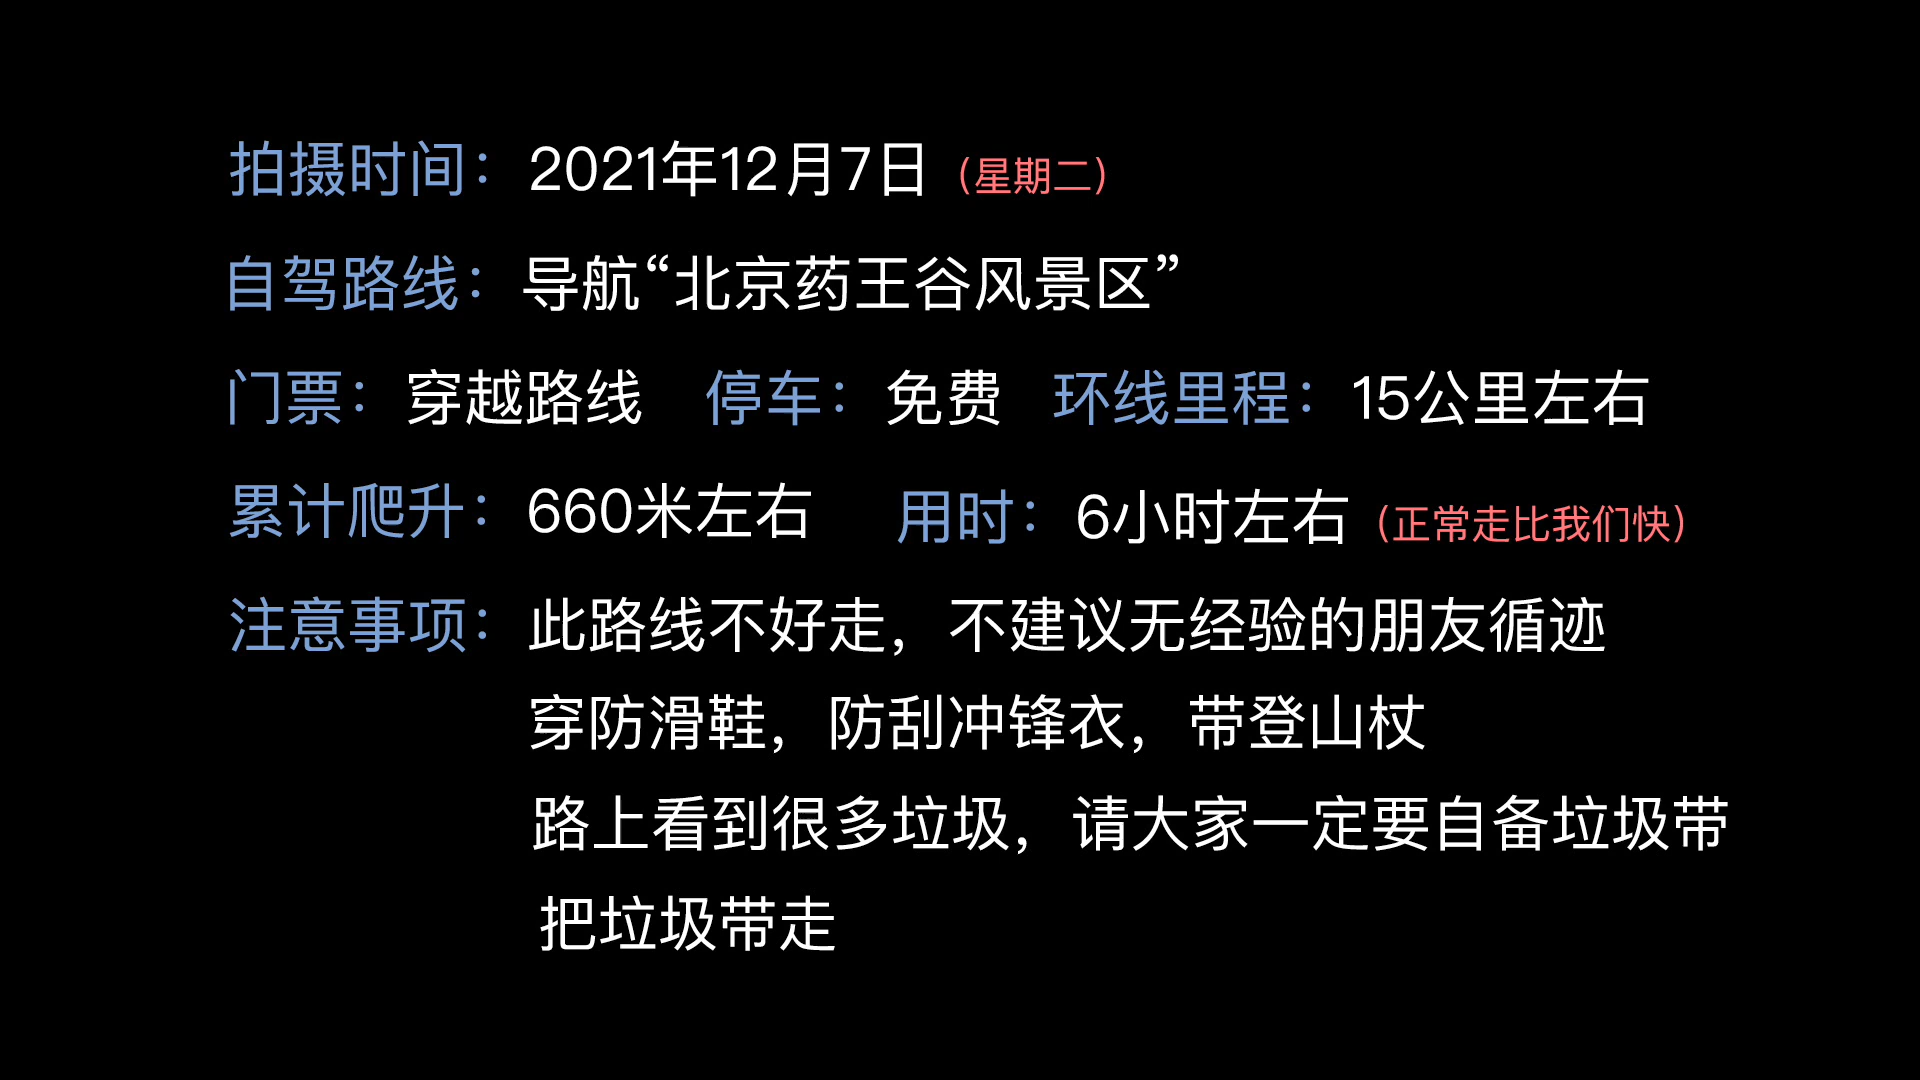 拍摄时间：2021年12月7日（星期二）
自驾路线：导航“北京药王谷风景区”
门票：穿越路线 停车：免费 环线里程：15公里左右
累计爬升：660米左右 用时：6小时左右（正常走比我们快）
注意事项：此路线不好走，不建议无经验的朋友循迹
穿防滑鞋，防刮冲锋衣，带登山杖
路上看到很多垃圾，请大家一定要自备垃圾带
把垃圾带走